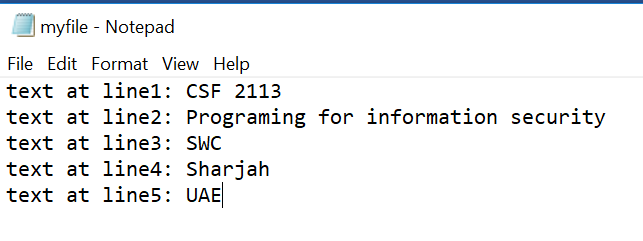 myfile - Notepad
File Edit Format View Help
text at line1: CSF 2113
text at line2: Programing for information security
text at line3: SWC
text at line4: Sharjah
text at line5: UAE